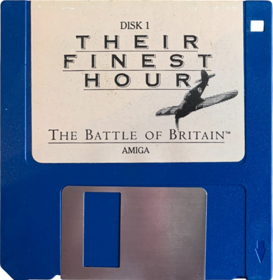 DISK 1
THEIR
FINEST
HOUR
THE BATTLE OF BRITAIN™
AMIGA